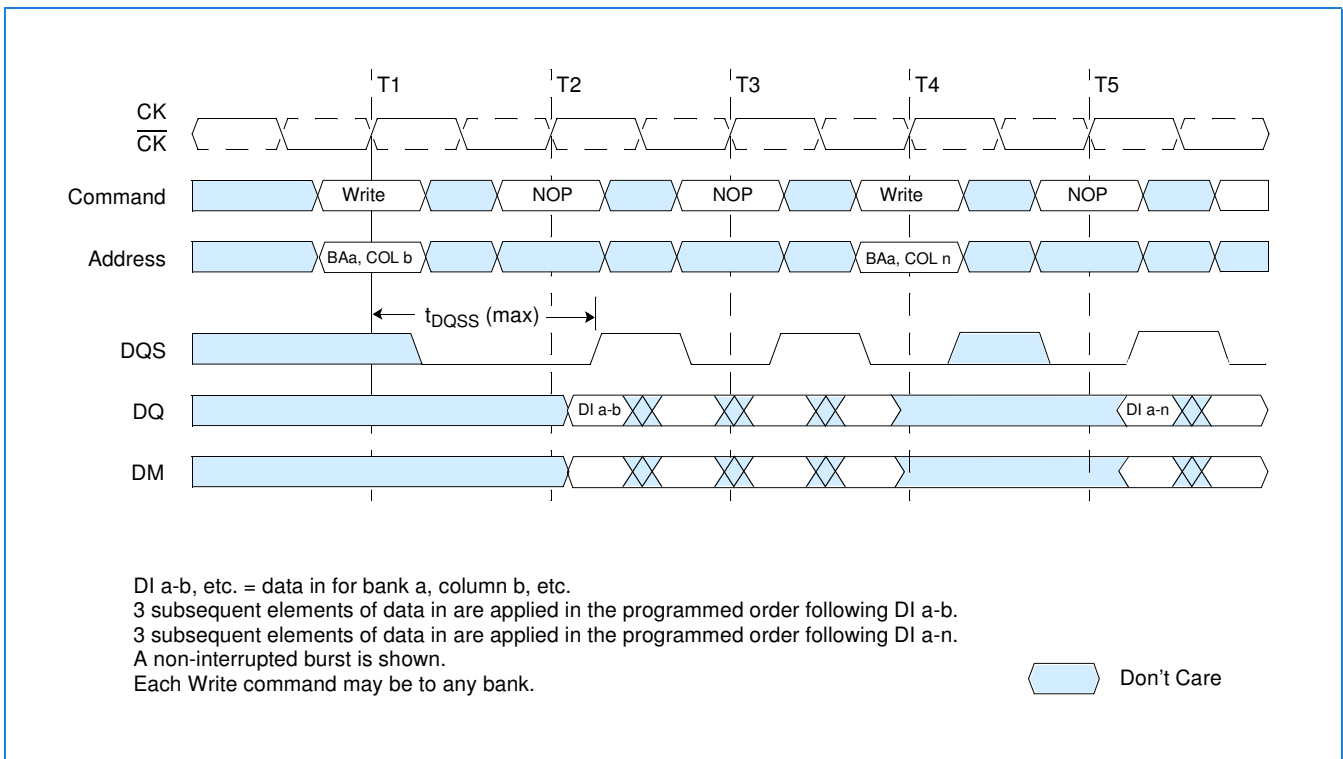 T1 T2 T3 T4 T5
CK
CK
Command Write NOP NOP Write NOP
Address BAa, COL b BAa, COL n
tDQSS (max)
DQS
DQ DI a-b DI a-n
DM
DI a-b, etc. = data in for bank a, column b, etc.
3 subsequent elements of data in are applied in the programmed order following DI a-b.
3 subsequent elements of data in are applied in the programmed order following DI a-n.
A non-interrupted burst is shown.
Each Write command may be to any bank.
Don't Care